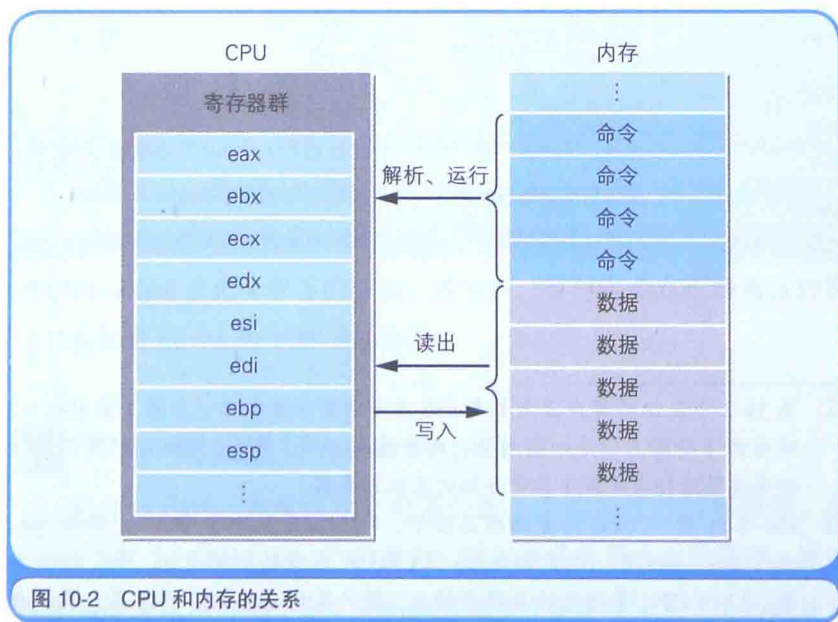 CPU
内存
寄存器群
eax
ebx
ecx
edx
esi
edi
ebp
esp
⋮
解析、运行
读出
写入
⋮
命令
命令
命令
命令
数据
数据
数据
数据
数据
⋮
图 10-2 CPU 和内存的关系